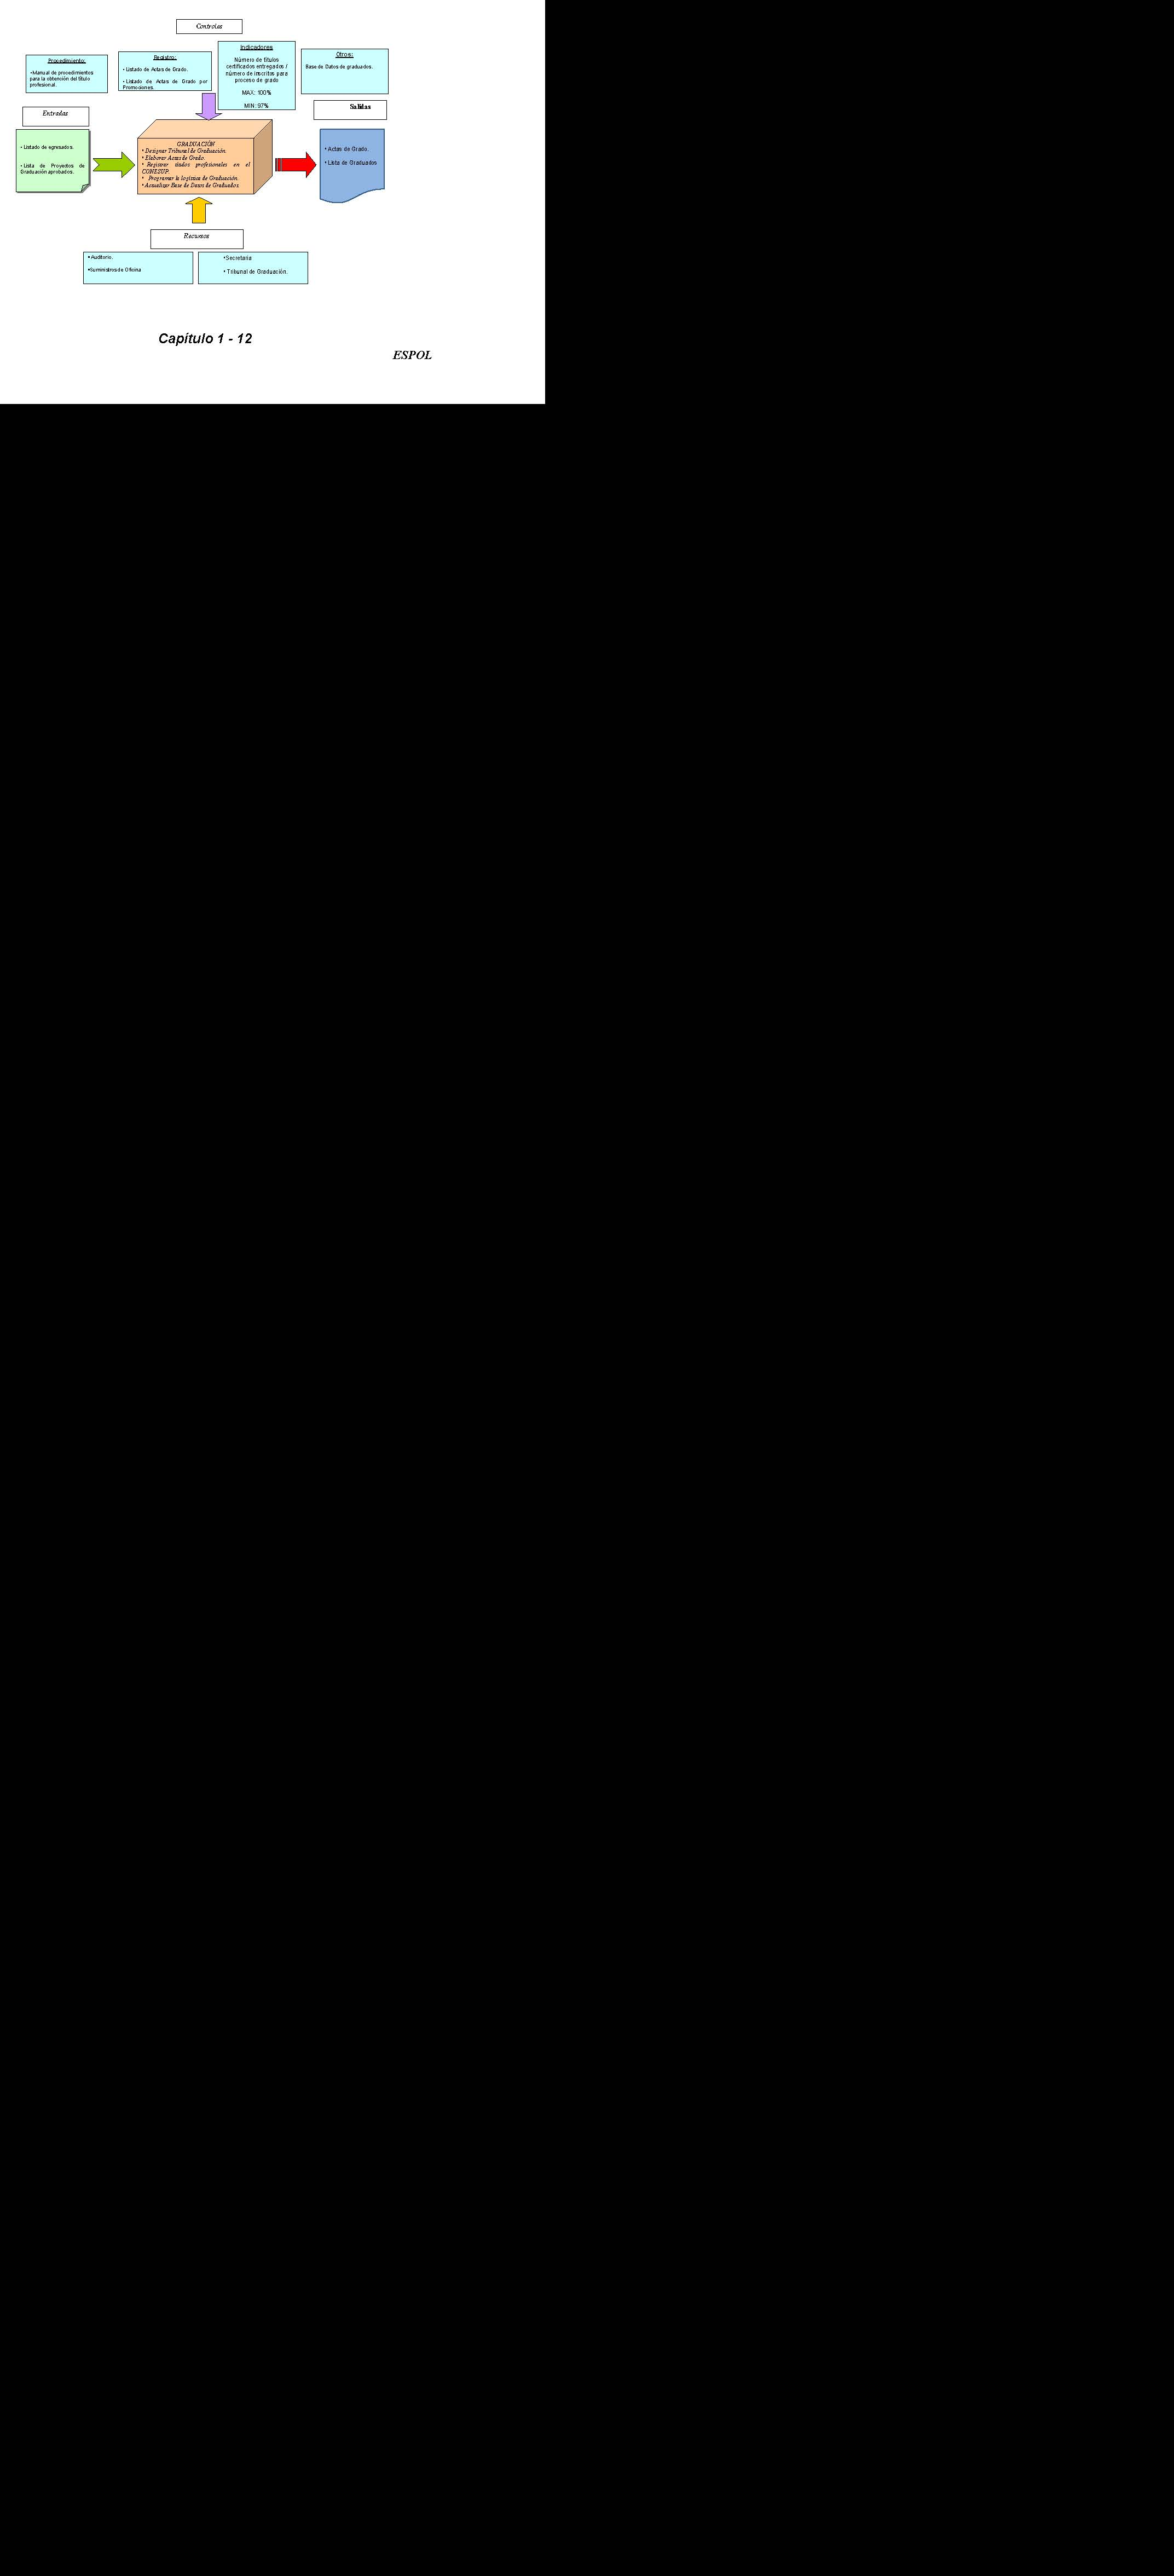 Controles
Procedimiento:
•Manual de procedimientos
para la obtención del título
profesional.
Registro:
• Listado de Actas de Grado.
• Listado de Actas de Grado por
Promociones.
Indicadores
Número de títulos
certificados entregados /
número de inscritos para
proceso de grado
MAX: 100%
MIN: 97%
Otros:
Base de Datos de graduados.
Entradas
• Listado de egresados.
• Lista de Proyectos de
Graduación aprobados.
GRADUACIÓN
• Designar Tribunal de Graduación.
• Elaborar Actas de Grado.
• Registrar títulos profesionales en el
CONESUP.
• Programar la logística de Graduación.
• Actualizar Base de Datos de Graduados.
Salidas
• Actas de Grado.
• Lista de Graduados
Recursos
• Auditorio.
•Suministros de Oficina
•Secretaria
• Tribunal de Graduación.
Capítulo 1 - 12
ESPOL